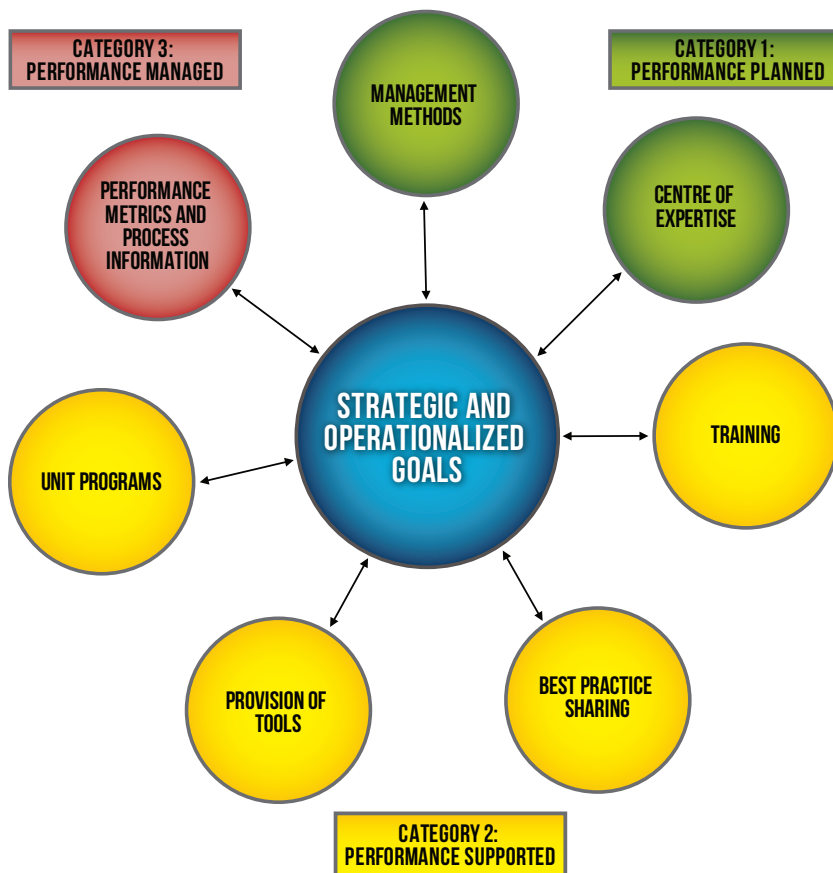 CATEGORY 3:
PERFORMANCE MANAGED
CATEGORY 1:
PERFORMANCE PLANNED
MANAGEMENT
METHODS
PERFORMANCE
METRICS AND
PROCESS
INFORMATION
CENTRE OF
EXPERTISE
STRATEGIC AND
OPERATIONALIZED
GOALS
TRAINING
UNIT PROGRAMS
PROVISION OF
TOOLS
BEST PRACTICE
SHARING
CATEGORY 2:
PERFORMANCE SUPPORTED